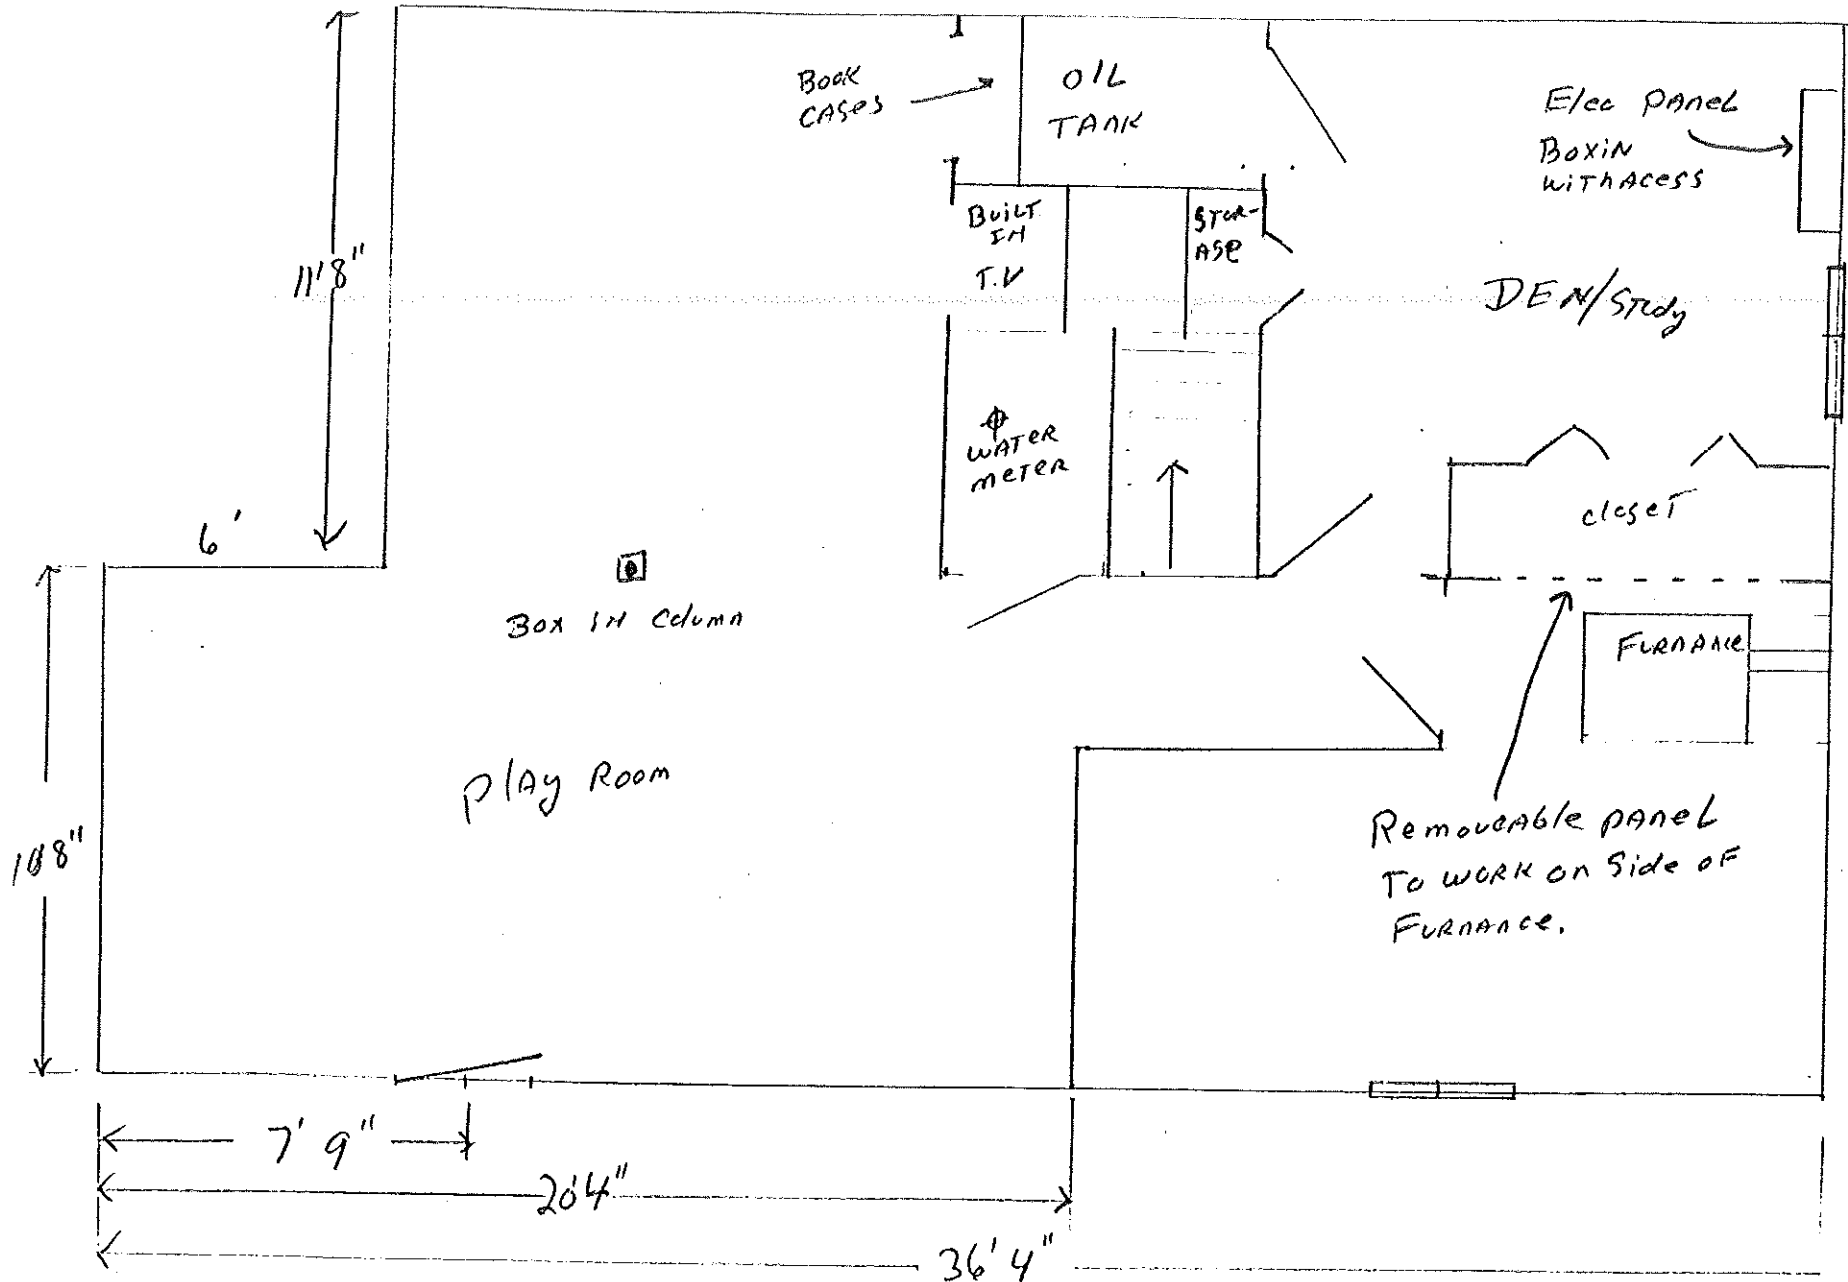 BOOK
CASES
OIL
TANK
Elec PANEL
BOXIN
WITHACESS
11'8"
BUILT
IN
T.V
STOR-
AGE
DEN/STUDY
WATER
METER
closeT
6'
BOX IN COLUMN
FURNANCE
PLAY ROOM
10'8"
Removeable PANEL
TO WORK ON Side OF
FURNANCE.
7' 9"
20'4"
36' 4"